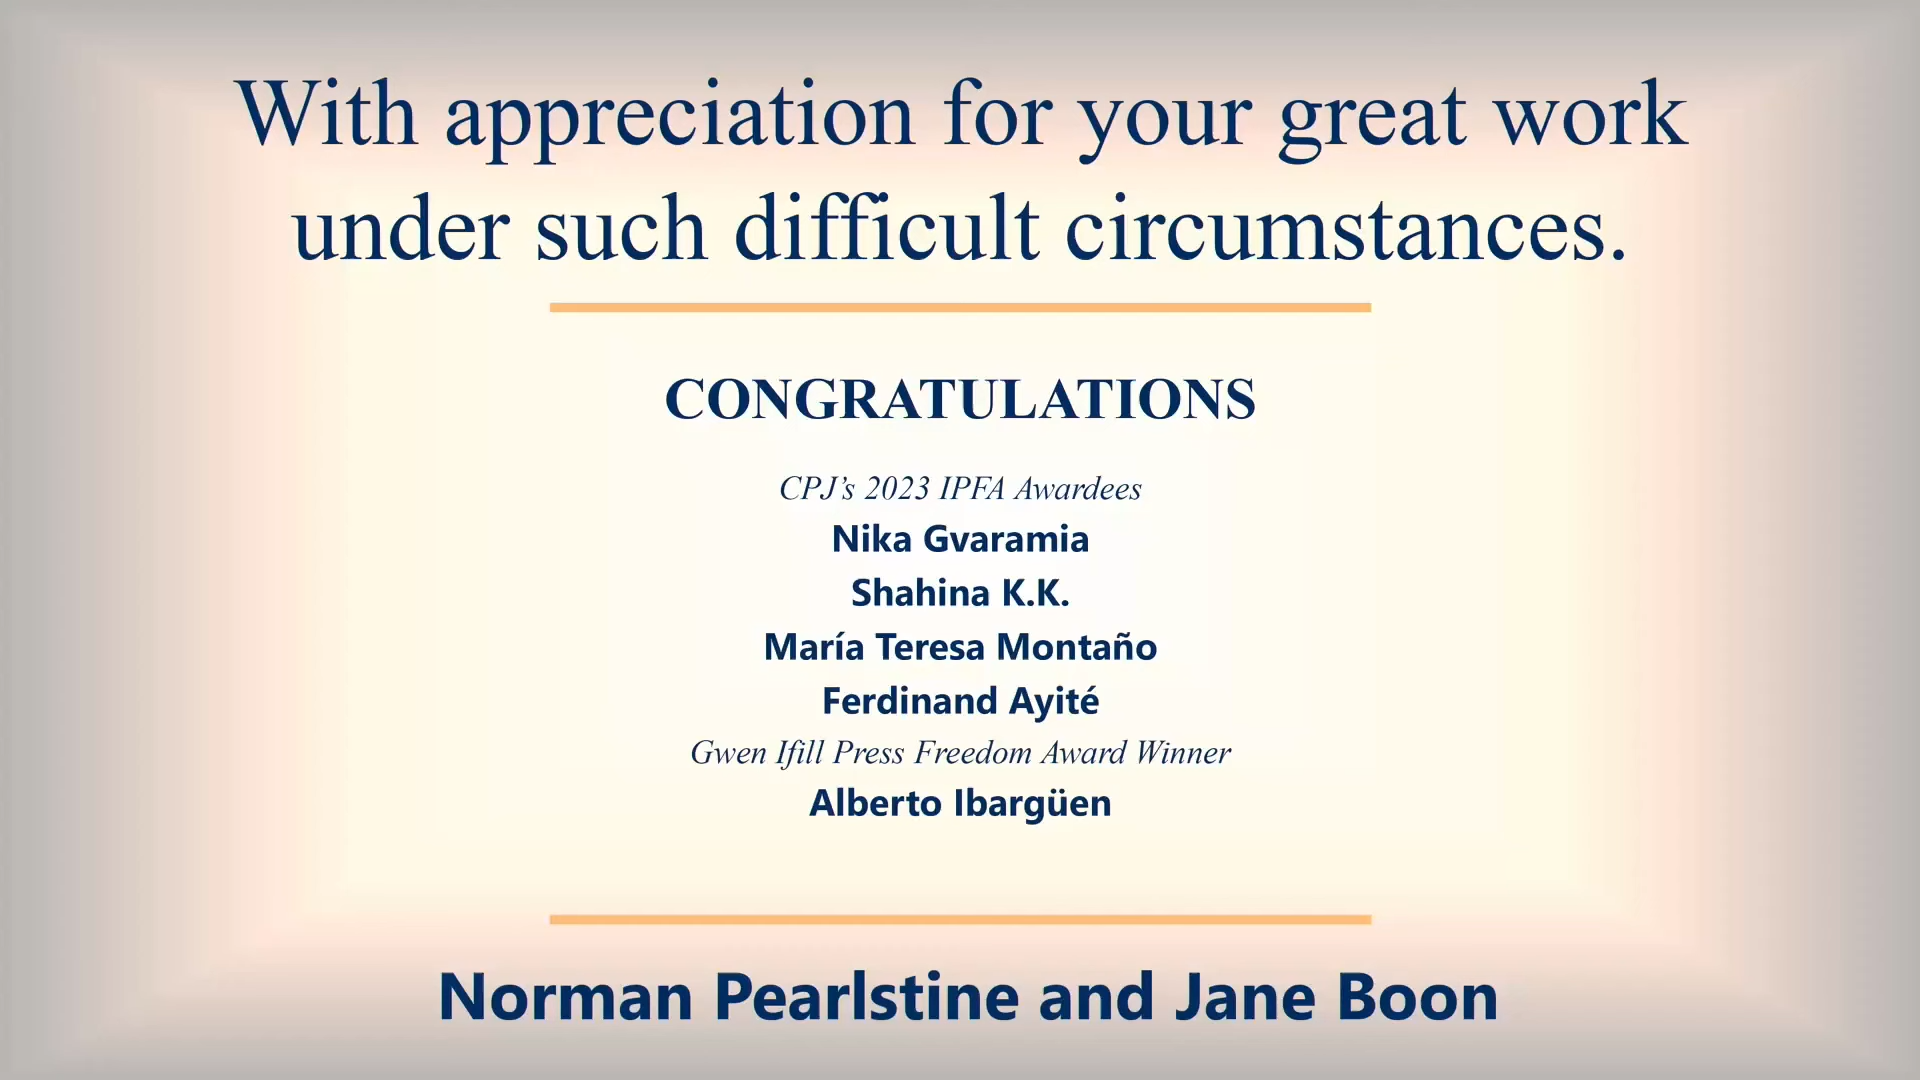 With appreciation for your great work
under such difficult circumstances.
CONGRATULATIONS
CPJ’s 2023 IPFA Awardees
Nika Gvaramia
Shahina K.K.
María Teresa Montaño
Ferdinand Ayité
Gwen Ifill Press Freedom Award Winner
Alberto Ibargüen
Norman Pearlstine and Jane Boon